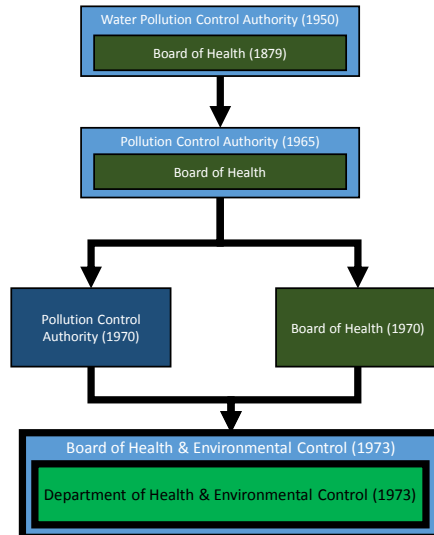 Water Pollution Control Authority (1950)
Board of Health (1879)
Pollution Control Authority (1965)
Board of Health
Pollution Control
Authority (1970)
Board of Health (1970)
Board of Health & Environmental Control (1973)
Department of Health & Environmental Control (1973)